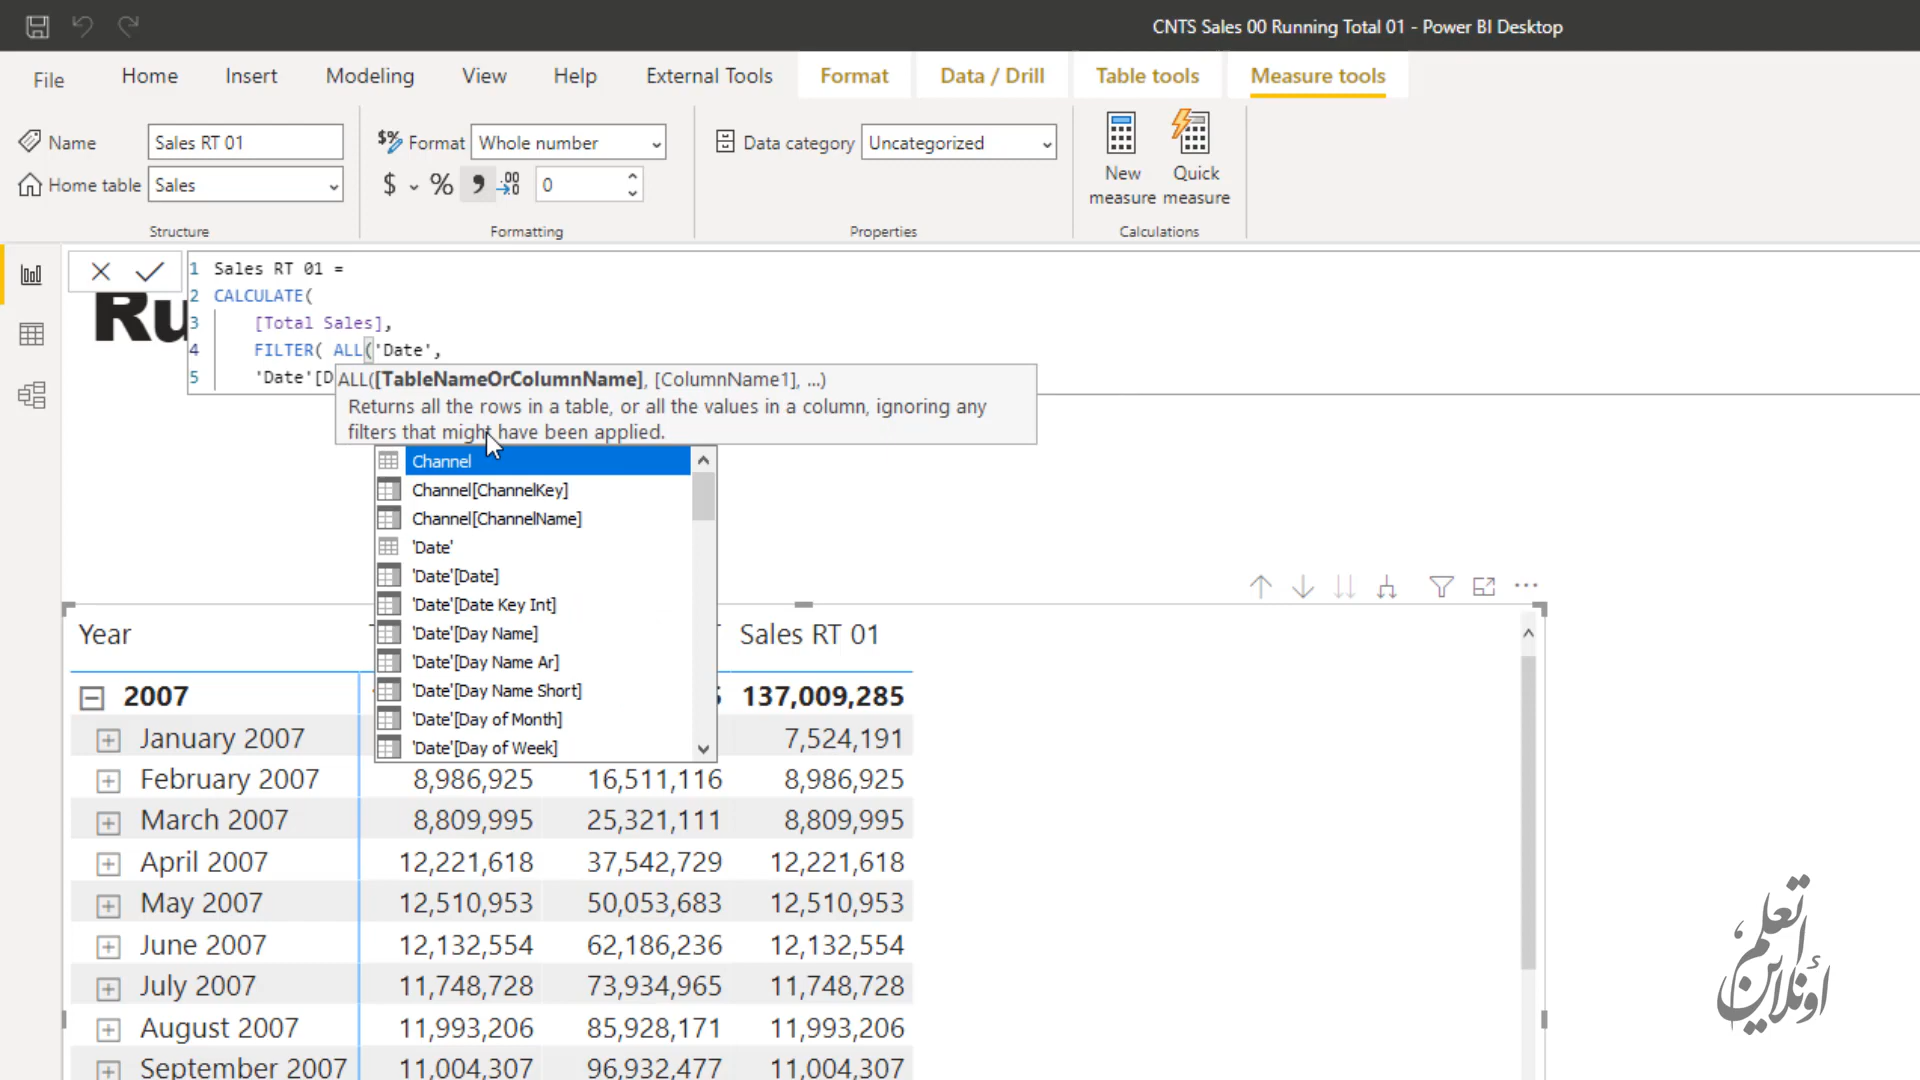 CNTS Sales 00 Running Total 01 - Power BI Desktop
File Home Insert Modeling View Help External Tools Format Data / Drill Table tools Measure tools
Name Sales RT 01
Home table Sales
Structure
$% Format Whole number
$ % 9 .00 0
Formatting
Data category Uncategorized
Properties
New measure
Quick measure
Calculations
Ru
1 Sales RT 01 =
2 CALCULATE(
3 [Total Sales],
4 FILTER( ALL('Date',
5 'Date'[D
ALL([TableNameOrColumnName], [ColumnName1], ...)
Returns all the rows in a table, or all the values in a column, ignoring any
filters that might have been applied.
Channel
Channel[ChannelKey]
Channel[ChannelName]
'Date'
'Date'[Date]
'Date'[Date Key Int]
'Date'[Day Name]
'Date'[Day Name Ar]
'Date'[Day Name Short]
'Date'[Day of Month]
'Date'[Day of Week]
Year Sales RT 01
2007 137,009,285
January 2007 7,524,191
February 2007 8,986,925 16,511,116 8,986,925
March 2007 8,809,995 25,321,111 8,809,995
April 2007 12,221,618 37,542,729 12,221,618
May 2007 12,510,953 50,053,683 12,510,953
June 2007 12,132,554 62,186,236 12,132,554
July 2007 11,748,728 73,934,965 11,748,728
August 2007 11,993,206 85,928,171 11,993,206
September 2007 11,004,307 96,932,477 11,004,307
اتعلم
أونلاين